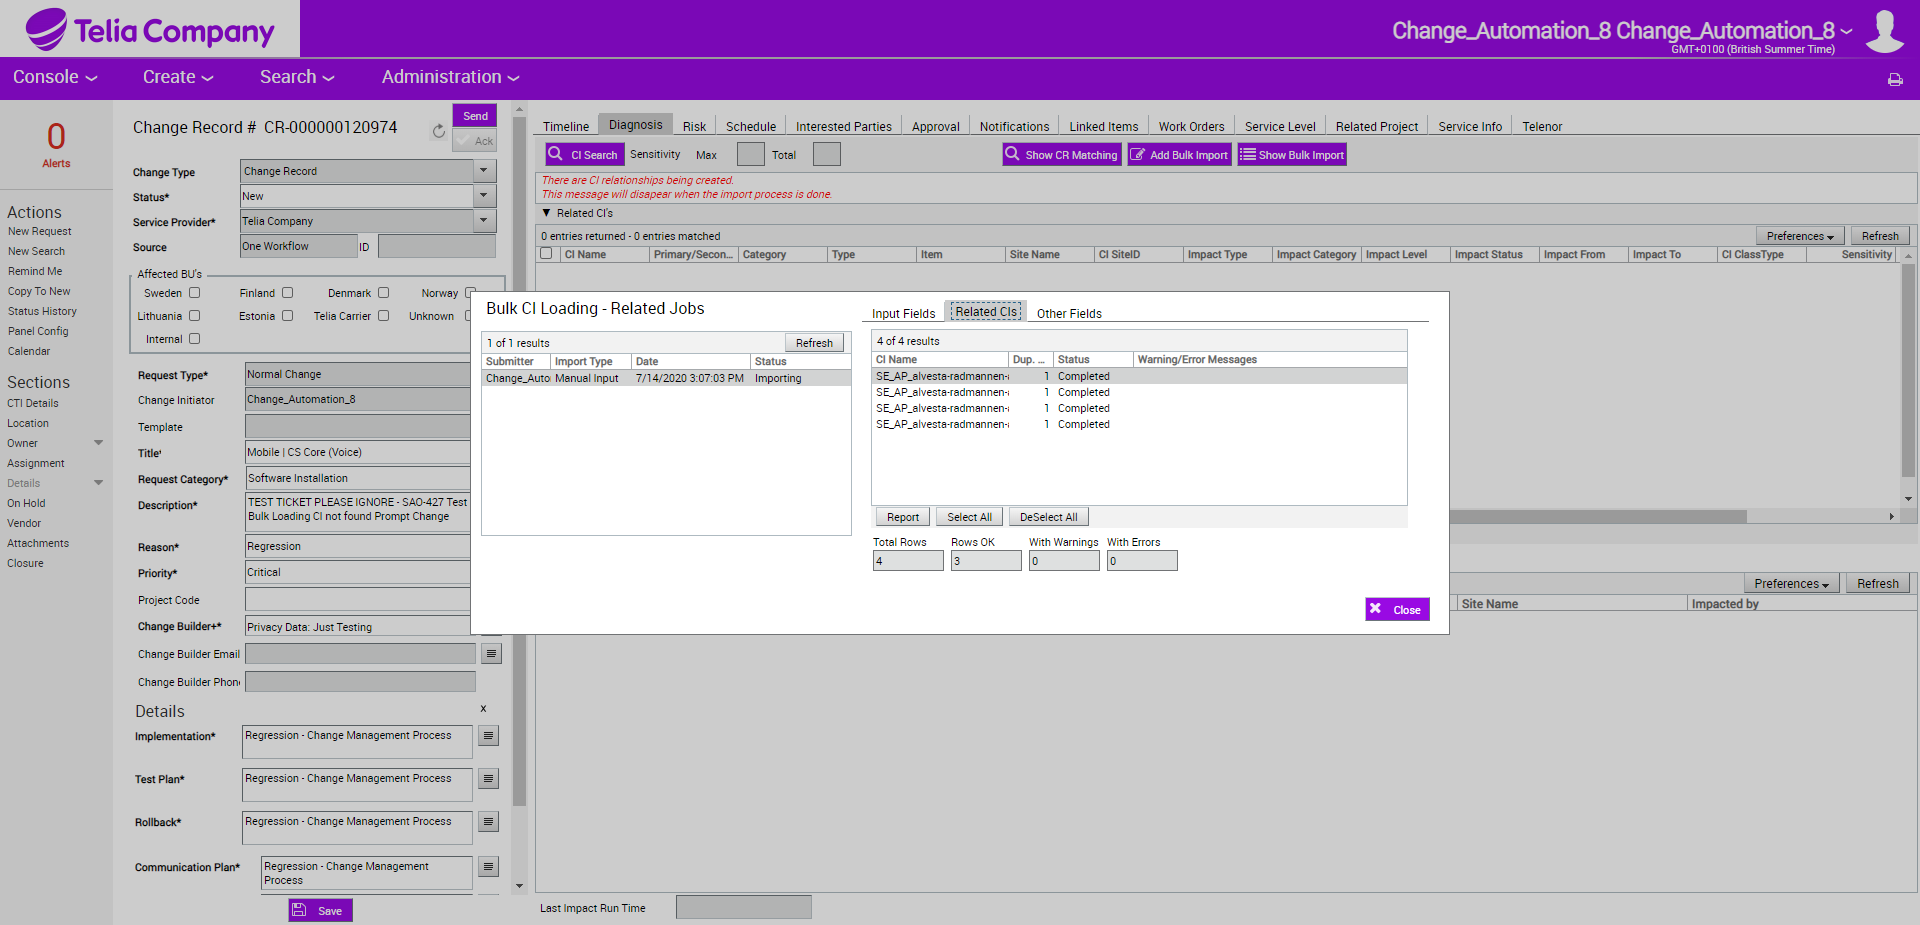 Telia Company
Change_Automation_8 Change_Automation_8
GMT+0100 (British Summer Time)
Console
Create
Search
Administration
0
Alerts
Actions
New Request
New Search
Remind Me
Copy To New
Status History
Panel Config
Calendar
Sections
CTI Details
Location
Owner
Assignment
Details
On Hold
Vendor
Attachments
Closure
Change Record # CR-000000120974
Send
Ack
Change Type
Change Record
Status*
New
Service Provider*
Telia Company
Source
One Workflow
ID
Affected BU's
Sweden
Finland
Denmark
Norway
Lithuania
Estonia
Telia Carrier
Unknown
Internal
Request Type*
Normal Change
Change Initiator
Change_Automation_8
Template
Title
Mobile | CS Core (Voice)
Request Category*
Software Installation
Description*
TEST TICKET PLEASE IGNORE - SAO-427 Test
Bulk Loading CI not found Prompt Change
Reason*
Regression
Priority*
Critical
Project Code
Change Builder+*
Privacy Data: Just Testing
Change Builder Email
Change Builder Phone
Details
x
Implementation*
Regression - Change Management Process
Test Plan*
Regression - Change Management Process
Rollback*
Regression - Change Management Process
Communication Plan*
Regression - Change Management
Process
Save
Timeline
Diagnosis
Risk
Schedule
Interested Parties
Approval
Notifications
Linked Items
Work Orders
Service Level
Related Project
Service Info
Telenor
CI Search
Sensitivity
Max
Total
Show CR Matching
Add Bulk Import
Show Bulk Import
There are CI relationships being created.
This message will disapear when the import process is done.
Related CI's
0 entries returned - 0 entries matched
Preferences
Refresh
CI Name
Primary/Secon...
Category
Type
Item
Site Name
CI SiteID
Impact Type
Impact Category
Impact Level
Impact Status
Impact From
Impact To
CI ClassType
Sensitivity
Bulk CI Loading - Related Jobs
1 of 1 results
Refresh
Submitter
Import Type
Date
Status
Change_Auto
Manual Input
7/14/2020 3:07:03 PM
Importing
Input Fields
Related CIs
Other Fields
4 of 4 results
CI Name
Dup. ...
Status
Warning/Error Messages
SE_AP_alvesta-radmannen- 1 Completed
SE_AP_alvesta-radmannen- 1 Completed
SE_AP_alvesta-radmannen- 1 Completed
SE_AP_alvesta-radmannen- 1 Completed
Report
Select All
DeSelect All
Total Rows
Rows OK
With Warnings
With Errors
4
3
0
0
Close
Preferences
Refresh
Site Name
Impacted by
Last Impact Run Time